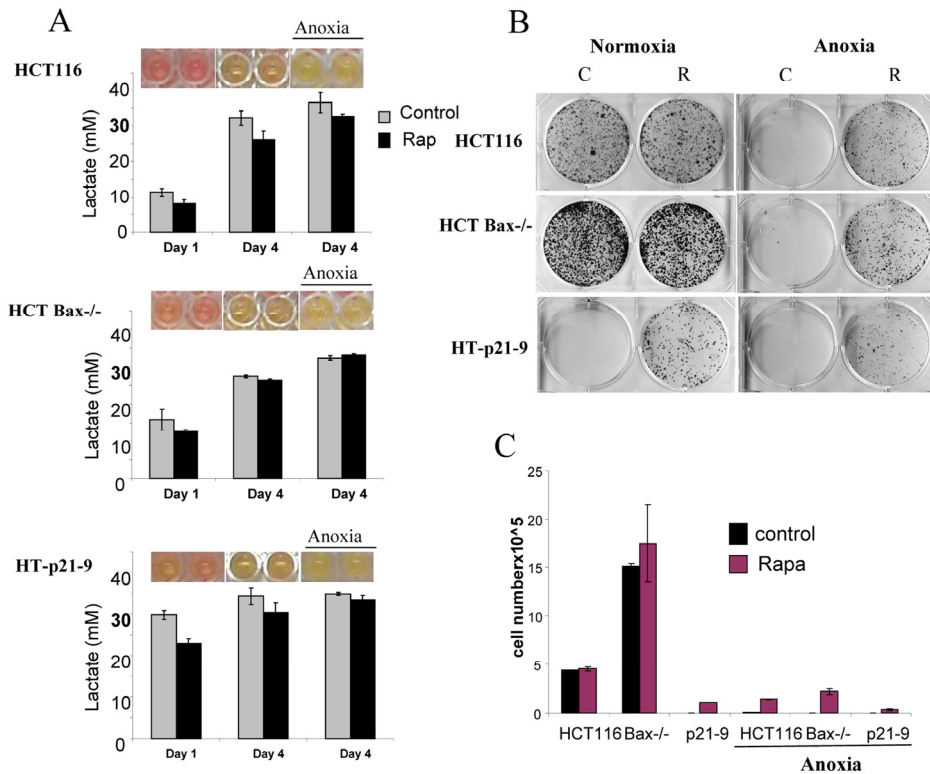 A
Anoxia
HCT116
Lactate (mM)
40
30
20
10
0
Control
Rap
Day 1 Day 4 Day 4
Anoxia
HCT Bax-/-
Lactate (mM)
40
30
20
10
0
Day 1 Day 4 Day 4
Anoxia
HT-p21-9
Lactate (mM)
40
30
20
10
0
Day 1 Day 4 Day 4
B
Normoxia Anoxia
C R C R
HCT116
HCT Bax-/-
HT-p21-9
C
cell numberx10^5
25
20
15
10
5
0
control
Rapa
HCT116 Bax-/- p21-9 HCT116 Bax-/- p21-9
Anoxia